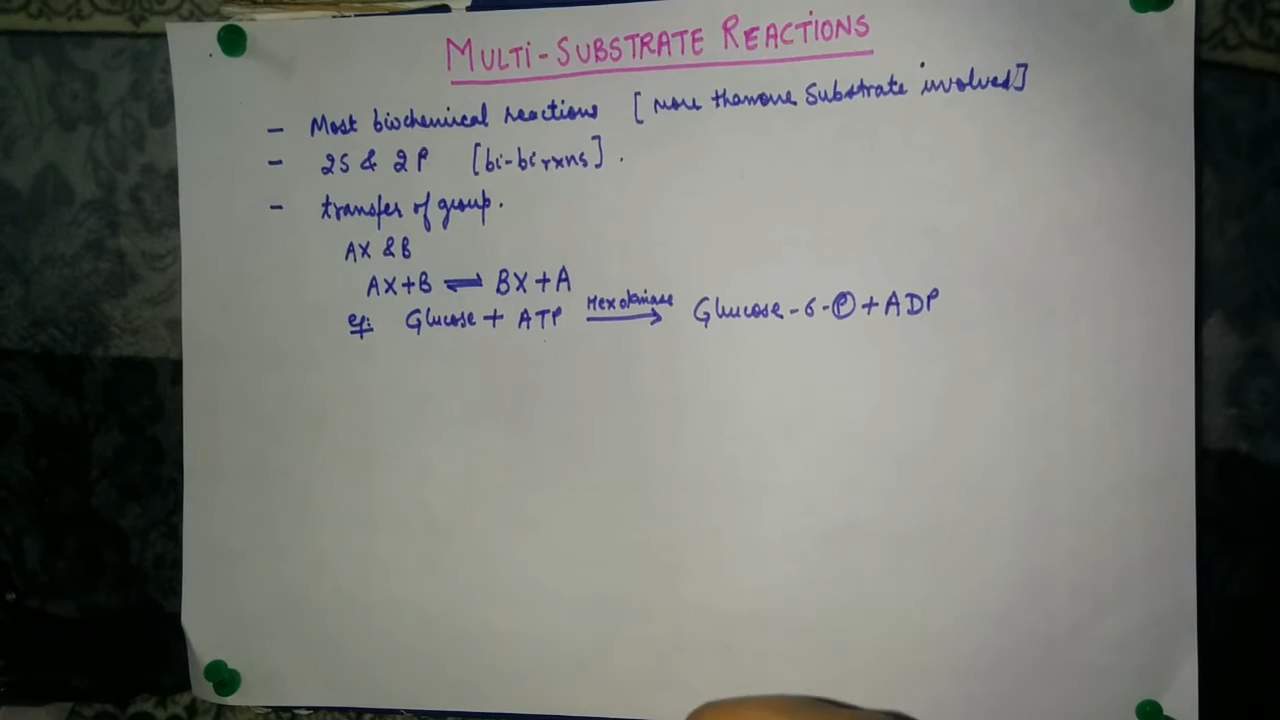 MULTI-SUBSTRATE REACTIONS
- Most biochemical reactions [more than one Substrate involved]
- 2S & 2P [bi-bi rxns].
- transfer of group.
AX & B
AX+B ⇌ BX+A
eg: Glucose + ATP Hexokinase → Glucose-6-Ⓟ + ADP